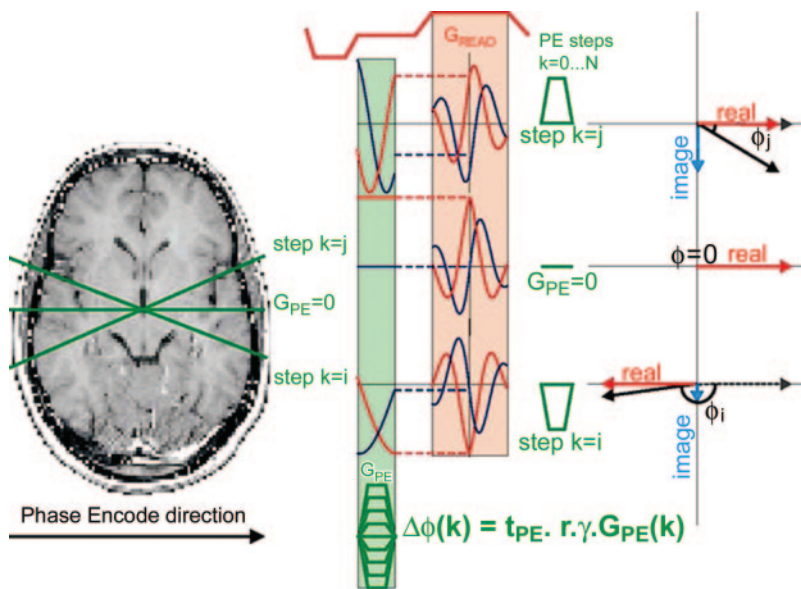 G_READ
PE steps
k=0...N
step k=j
real
ϕj
image
step k=j
G_PE=0
step k=i
ϕ=0
real
G_PE=0
real
ϕi
image
step k=i
G_PE
Phase Encode direction
Δϕ(k) = t_PE. r.γ.G_PE(k)